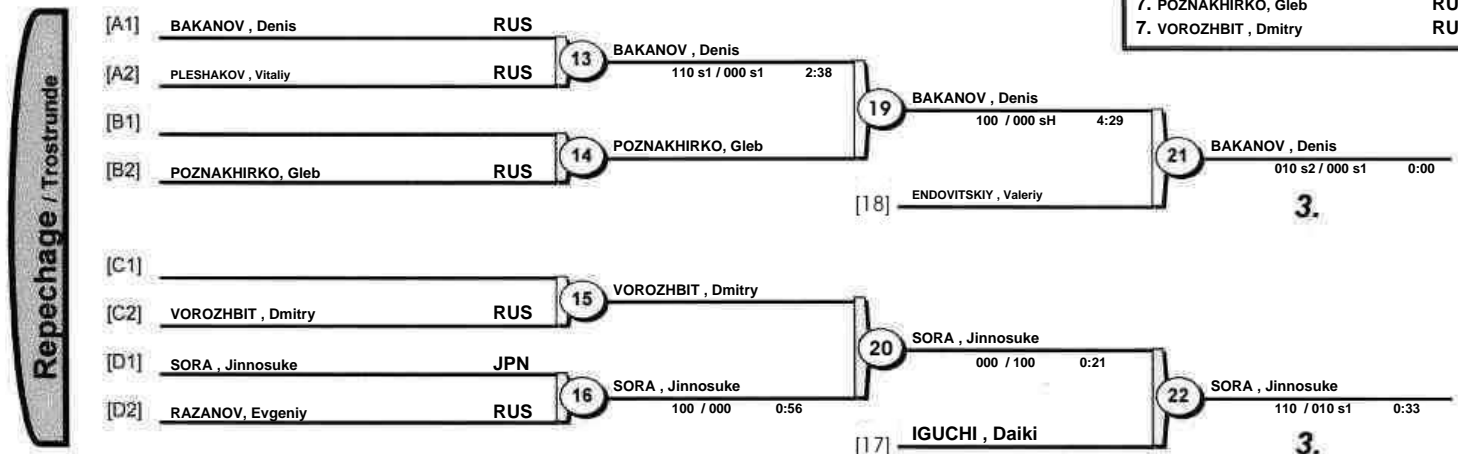 7. POZNAKHIRKO, Gleb RU
7. VOROZHBIT , Dmitry RU
Repechage / Trostrunde
[A1] BAKANOV , Denis RUS
[A2] PLESHAKOV , Vitaliy RUS
13
BAKANOV , Denis
110 s1 / 000 s1 2:38
[B1]
[B2] POZNAKHIRKO, Gleb RUS
14
POZNAKHIRKO, Gleb
19
BAKANOV , Denis
100 / 000 sH 4:29
[18] ENDOVITSKIY , Valeriy
21
BAKANOV , Denis
010 s2 / 000 s1 0:00
3.
[C1]
[C2] VOROZHBIT , Dmitry RUS
15
VOROZHBIT , Dmitry
[D1] SORA , Jinnosuke JPN
[D2] RAZANOV, Evgeniy RUS
16
SORA , Jinnosuke
100 / 000 0:56
20
SORA , Jinnosuke
000 / 100 0:21
[17] IGUCHI , Daiki
22
SORA , Jinnosuke
110 / 010 s1 0:33
3.